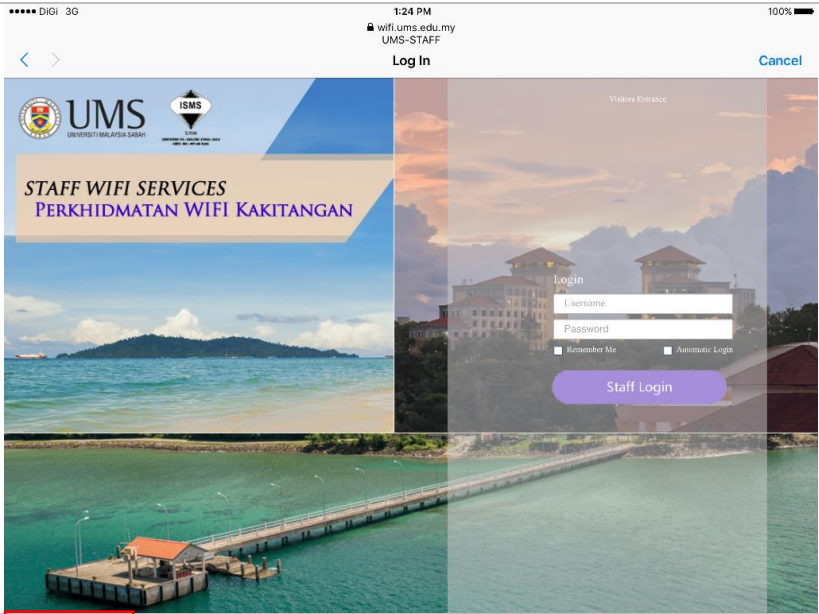 DiGi 3G
1:24 PM
100%
wifi.ums.edu.my
UMS-STAFF
Log In
Cancel
UMS
UNIVERSITI MALAYSIA SABAH
ISMS
STAFF WIFI SERVICES
PERKHIDMATAN WIFI KAKITANGAN
Visitors Entrance
Login
Username
Password
Remember Me
Automatic Login
Staff Login